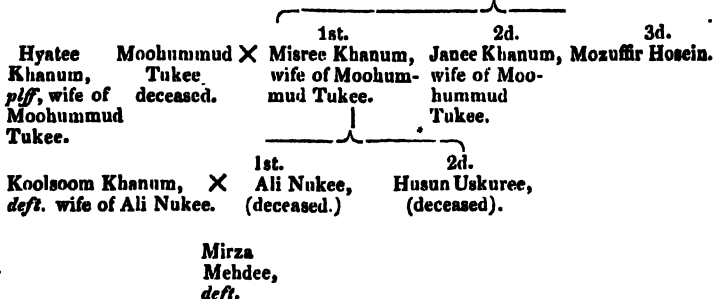 1st. 2d. 3d.
Hyatee Moohummud X Misree Khanum, Janee Khanum, Mozuffir Hosein.
Khanum, Tukee wife of Moohum- wife of Moo-
plff, wife of deceased. mud Tukee. hummud
Moohummud Tukee.
Tukee.
1st. 2d.
Koolsoom Khanum, X Ali Nukee, Husun Uskuree,
deft. wife of Ali Nukee. (deceased.) (deceased).
Mirza
Mehdee,
deft.